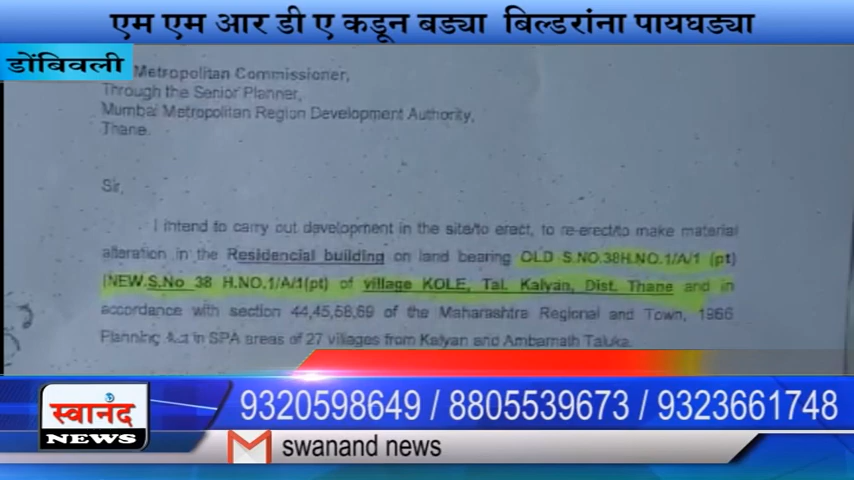 एम एम आर डी ए कडून बड्या बिल्डरांना पायघड्या
डोंबिवली
Metropolitan Commissioner,
Through the Senior Planner,
Mumbai Metropolitan Region Development Authority,
Thane.
Sir,
I intend to carry out development in the site/to erect, to re-erect/to make material
alteration in the Residencial building on land bearing OLD S.NO.38H.NO.1/A/1 (pt)
(NEW.S.No 38 H.NO.1/A/1(pt) of village KOLE, Tal. Kalyan, Dist. Thane and in
accordance with section 44,45,58,69 of the Maharashtra Regional and Town, 1966
Planning Act in SPA areas of 27 villages from Kalyan and Ambarnath Taluka.
स्वानंद
NEWS
9320598649 / 8805539673 / 9323661748
swanand news